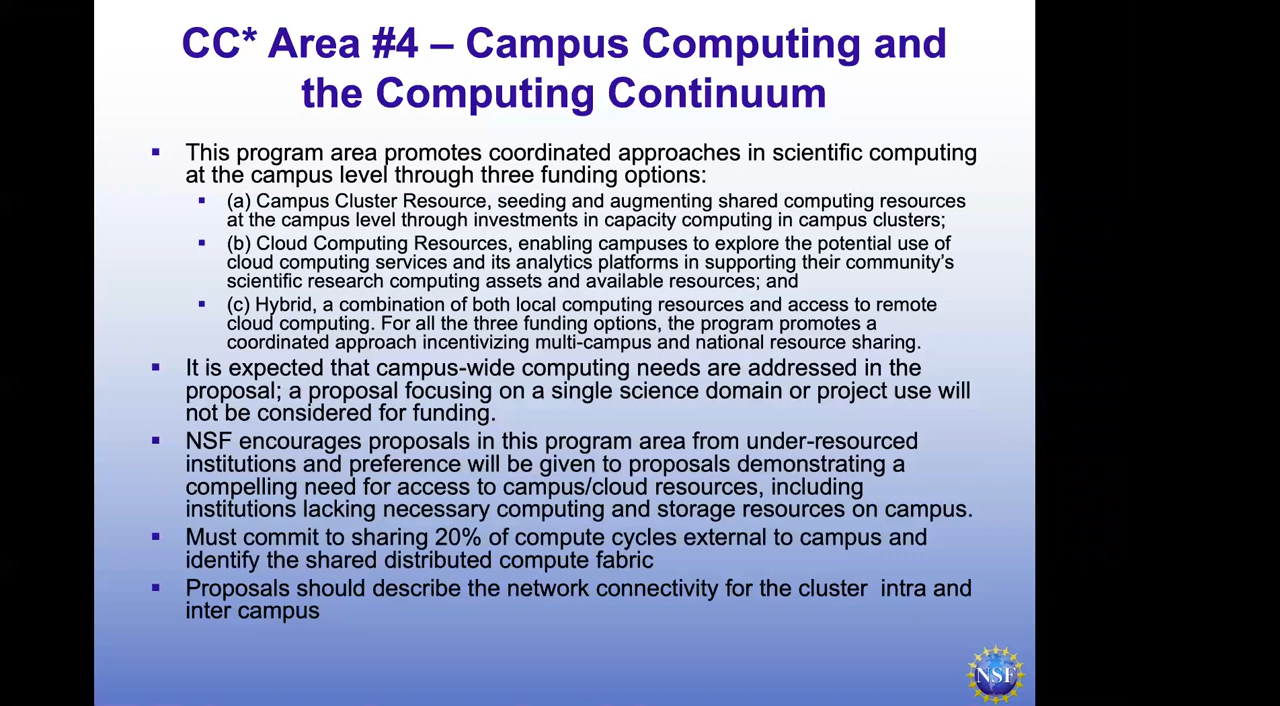 CC* Area #4 – Campus Computing and
the Computing Continuum
▪ This program area promotes coordinated approaches in scientific computing
at the campus level through three funding options:
▪ (a) Campus Cluster Resource, seeding and augmenting shared computing resources
at the campus level through investments in capacity computing in campus clusters;
▪ (b) Cloud Computing Resources, enabling campuses to explore the potential use of
cloud computing services and its analytics platforms in supporting their community’s
scientific research computing assets and available resources; and
▪ (c) Hybrid, a combination of both local computing resources and access to remote
cloud computing. For all the three funding options, the program promotes a
coordinated approach incentivizing multi-campus and national resource sharing.
▪ It is expected that campus-wide computing needs are addressed in the
proposal; a proposal focusing on a single science domain or project use will
not be considered for funding.
▪ NSF encourages proposals in this program area from under-resourced
institutions and preference will be given to proposals demonstrating a
compelling need for access to campus/cloud resources, including
institutions lacking necessary computing and storage resources on campus.
▪ Must commit to sharing 20% of compute cycles external to campus and
identify the shared distributed compute fabric
▪ Proposals should describe the network connectivity for the cluster  intra and
inter campus
NSF